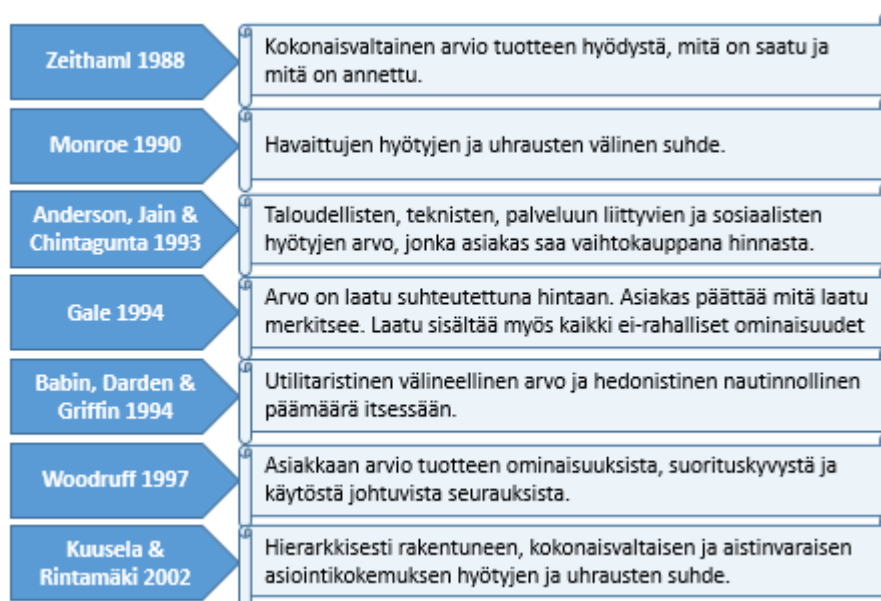 Zeithaml 1988
Kokonaisvaltainen arvio tuotteen hyödystä, mitä on saatu ja
mitä on annettu.
Monroe 1990
Havaittujen hyötyjen ja uhrausten välinen suhde.
Anderson, Jain &
Chintagunta 1993
Taloudellisten, teknisten, palveluun liittyvien ja sosiaalisten
hyötyjen arvo, jonka asiakas saa vaihtokauppana hinnasta.
Gale 1994
Arvo on laatu suhteutettuna hintaan. Asiakas päättää mitä laatu
merkitsee. Laatu sisältää myös kaikki ei-rahalliset ominaisuudet
Babin, Darden &
Griffin 1994
Utilitaristinen välineellinen arvo ja hedonistinen nautinnollinen
päämäärä itsessään.
Woodruff 1997
Asiakkaan arvio tuotteen ominaisuuksista, suorituskyvystä ja
käytöstä johtuvista seurauksista.
Kuusela &
Rintamäki 2002
Hierarkkisesti rakentuneen, kokonaisvaltaisen ja aistinvaraisen
asiointikokemuksen hyötyjen ja uhrausten suhde.